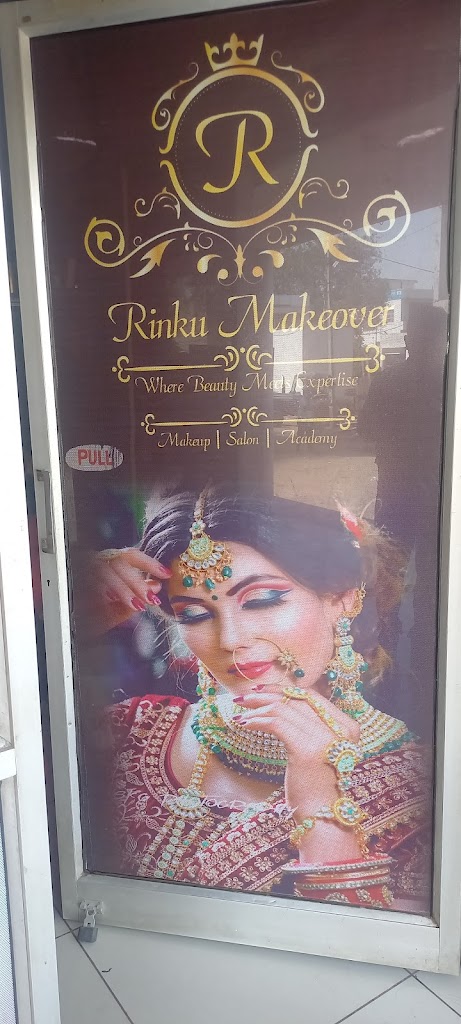 R
Rinku Makeover
Where Beauty Meets Expertise
Makeup | Salon | Academy
PULL